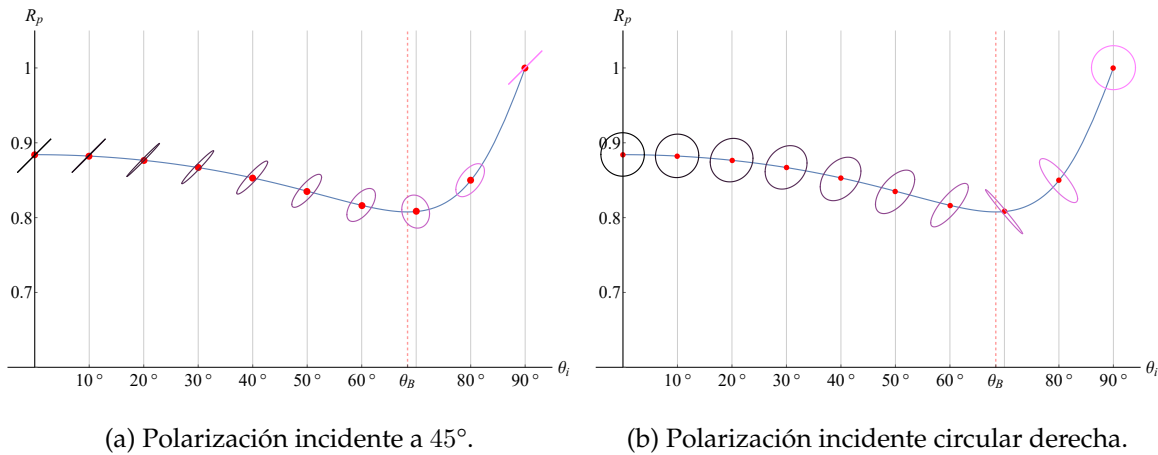 R_p
1
0.9
0.8
0.7
10° 20° 30° 40° 50° 60° θ_B 80° 90° θ_i
(a) Polarización incidente a 45°.
R_p
1
0.9
0.8
0.7
10° 20° 30° 40° 50° 60° θ_B 80° 90° θ_i
(b) Polarización incidente circular derecha.